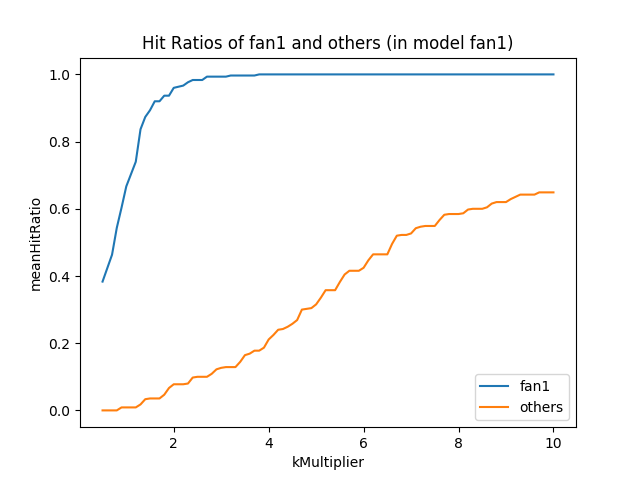 Hit Ratios of fan1 and others (in model fan1)
meanHitRatio
1.0
0.8
0.6
0.4
0.2
0.0
2
4
6
8
10
kMultiplier
fan1
others